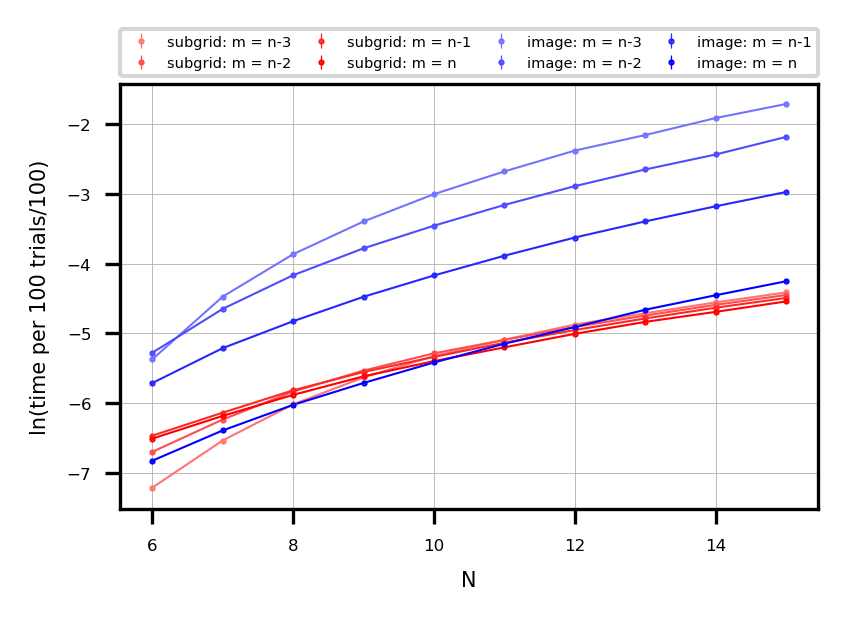 subgrid: m = n-3 subgrid: m = n-1 image: m = n-3 image: m = n-1
subgrid: m = n-2 subgrid: m = n image: m = n-2 image: m = n
ln(time per 100 trials/100)
−2
−3
−4
−5
−6
−7
6 8 10 12 14
N